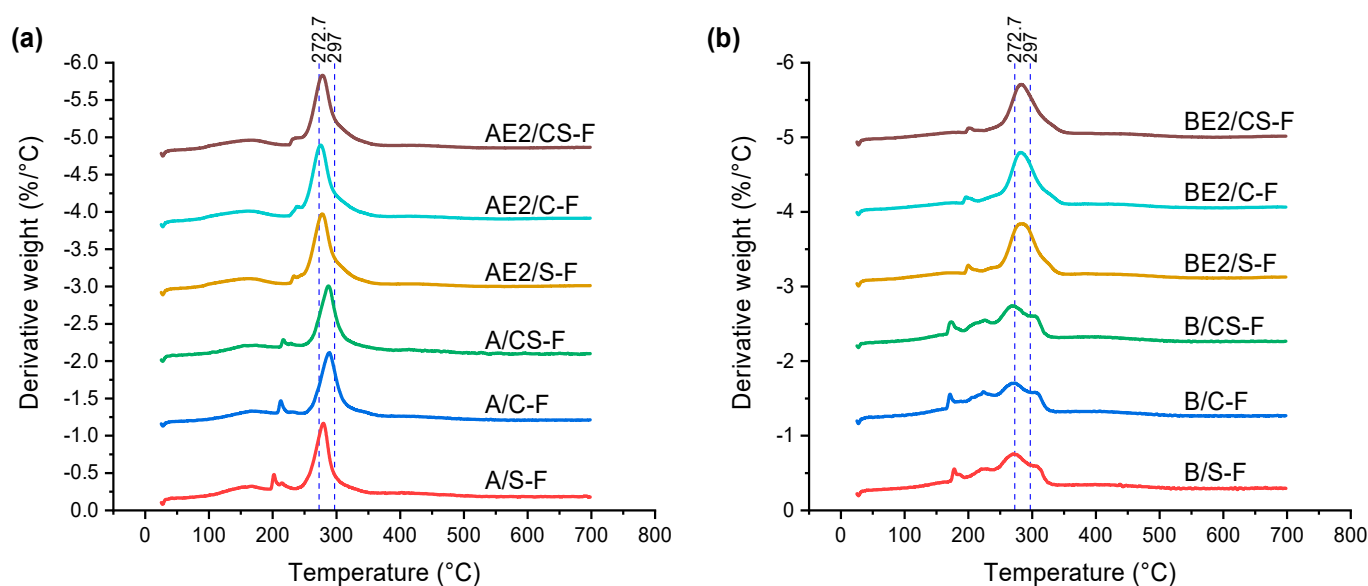 (a)
272.7
297
-6.0
-5.5
-5.0
-4.5
-4.0
-3.5
-3.0
-2.5
-2.0
-1.5
-1.0
-0.5
0.0
Derivative weight (%/°C)
AE2/CS-F
AE2/C-F
AE2/S-F
A/CS-F
A/C-F
A/S-F
0 100 200 300 400 500 600 700 800
Temperature (°C)
(b)
272.7
297
-6
-5
-4
-3
-2
-1
-0
Derivative weight (%/°C)
BE2/CS-F
BE2/C-F
BE2/S-F
B/CS-F
B/C-F
B/S-F
0 100 200 300 400 500 600 700 800
Temperature (°C)